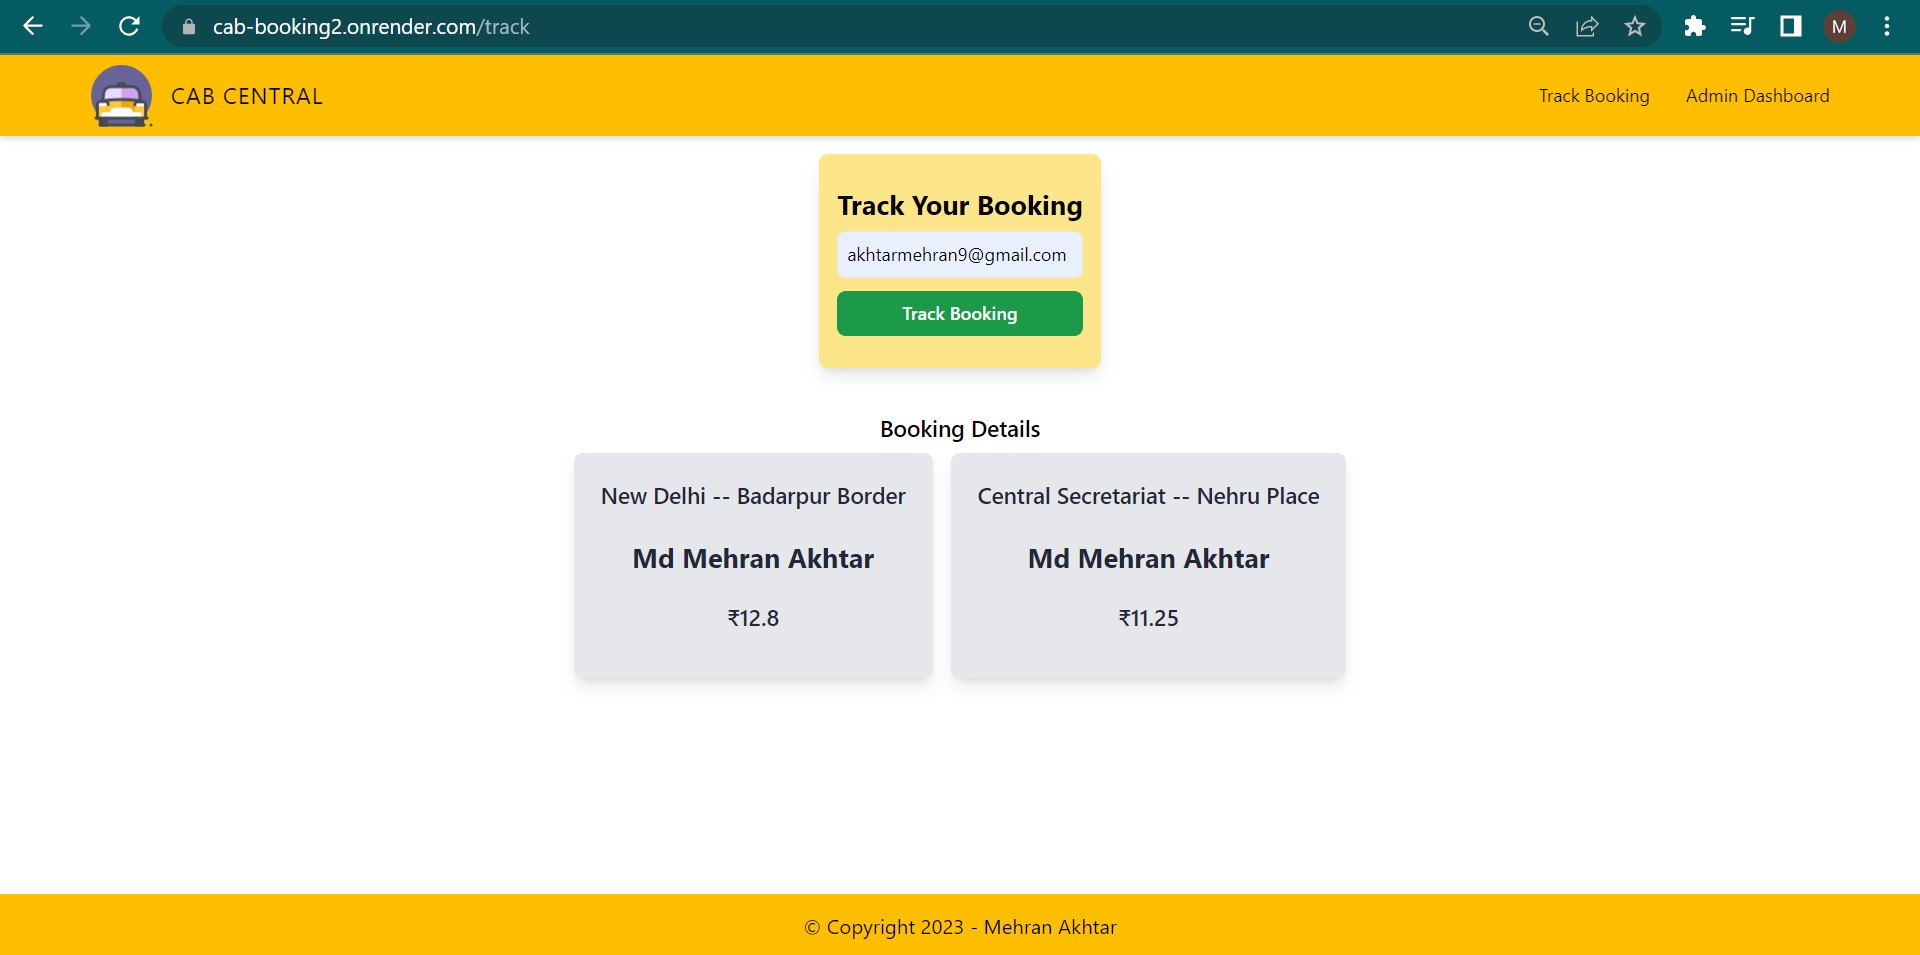 cab-booking2.onrender.com/track
M
CAB CENTRAL
Track Booking
Admin Dashboard
Track Your Booking
akhtarmehran9@gmail.com
Track Booking
Booking Details
New Delhi -- Badarpur Border
Md Mehran Akhtar
₹12.8
Central Secretariat -- Nehru Place
Md Mehran Akhtar
₹11.25
© Copyright 2023 - Mehran Akhtar